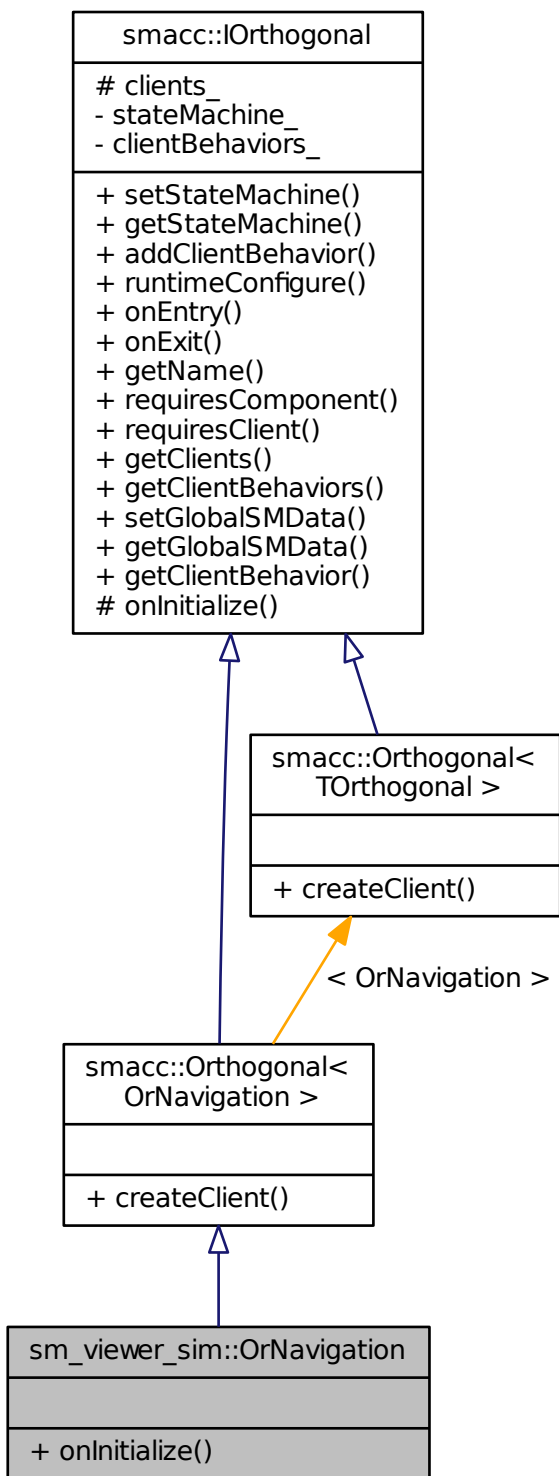 smacc::IOrthogonal
# clients_
- stateMachine_
- clientBehaviors_
+ setStateMachine()
+ getStateMachine()
+ addClientBehavior()
+ runtimeConfigure()
+ onEntry()
+ onExit()
+ getName()
+ requiresComponent()
+ requiresClient()
+ getClients()
+ getClientBehaviors()
+ setGlobalSMData()
+ getGlobalSMData()
+ getClientBehavior()
# onInitialize()
smacc::Orthogonal<
TOrthogonal >
+ createClient()
< OrNavigation >
smacc::Orthogonal<
OrNavigation >
+ createClient()
sm_viewer_sim::OrNavigation
+ onInitialize()